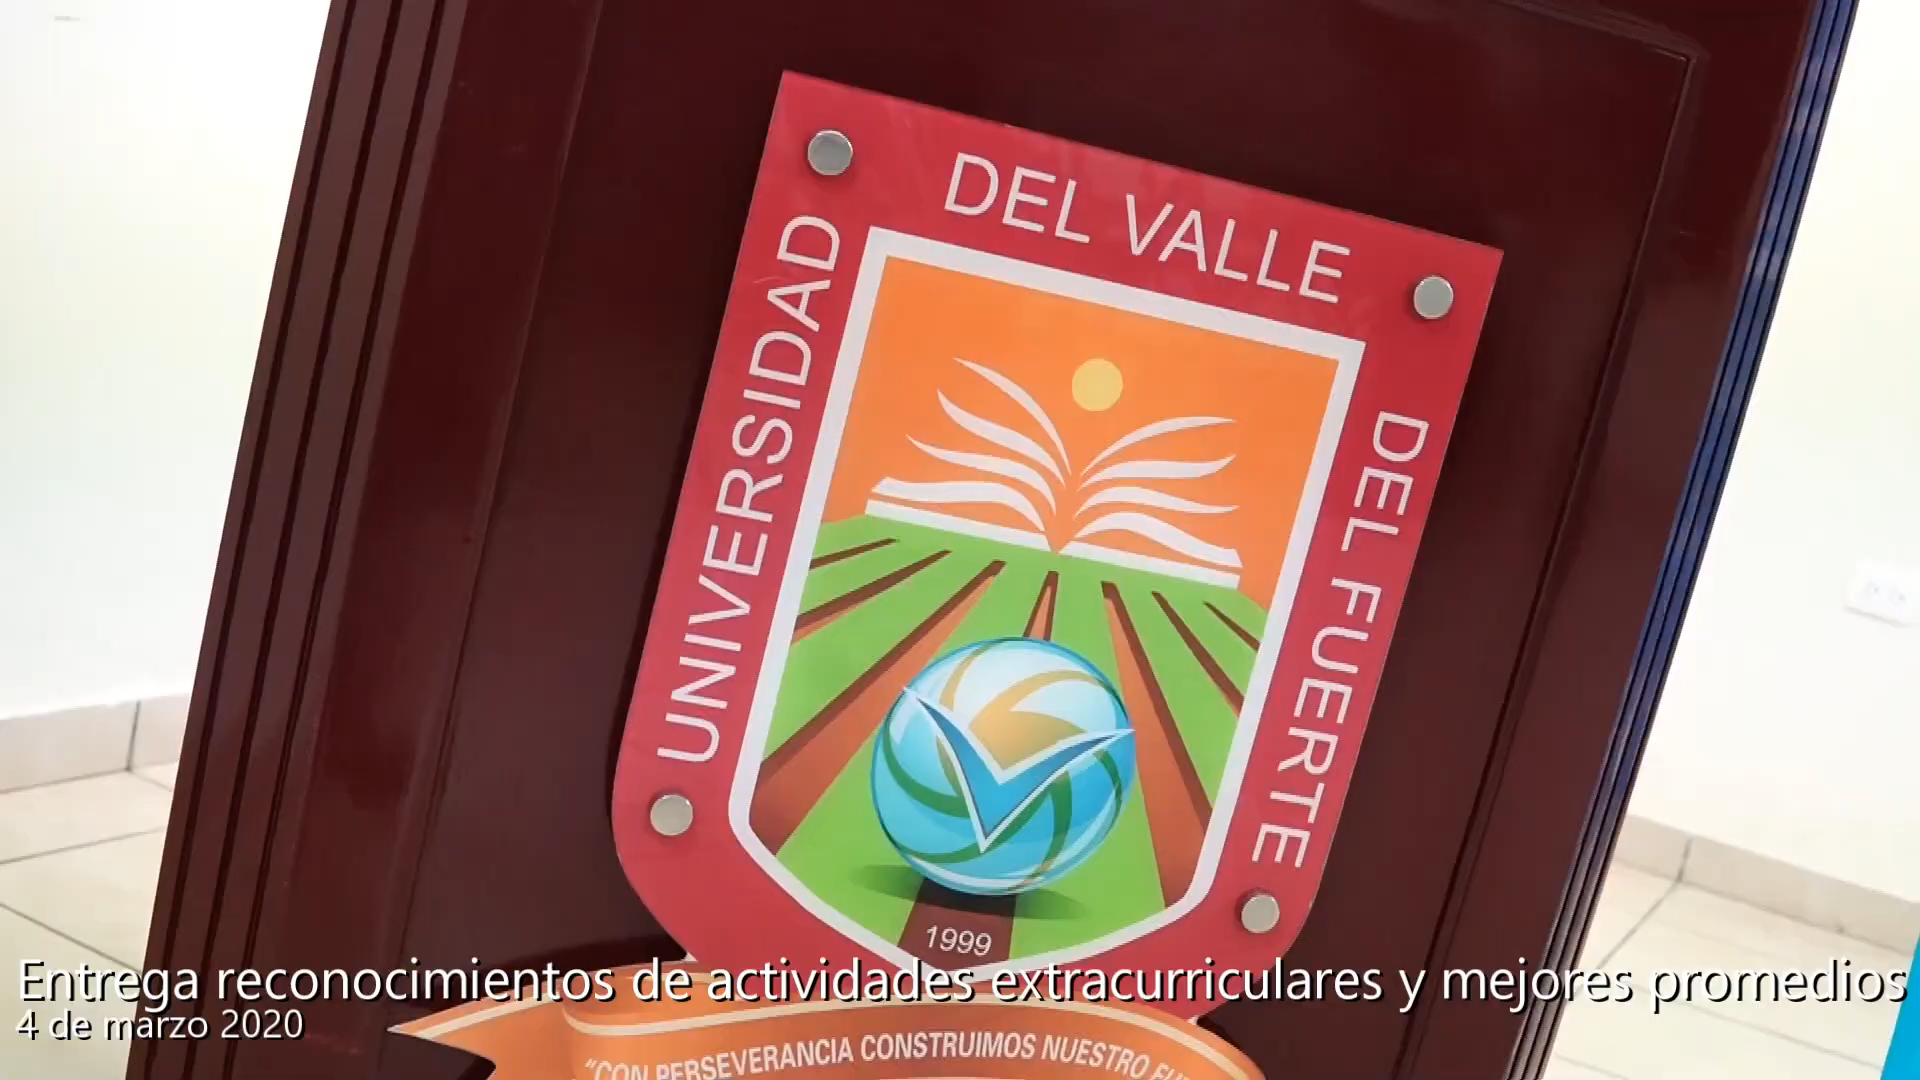 UNIVERSIDAD
DEL VALLE
DEL FUERTE
1999
Entrega reconocimientos de actividades extracurriculares y mejores promedios
4 de marzo 2020
"CON PERSEVERANCIA CONSTRUIMOS NUESTRO